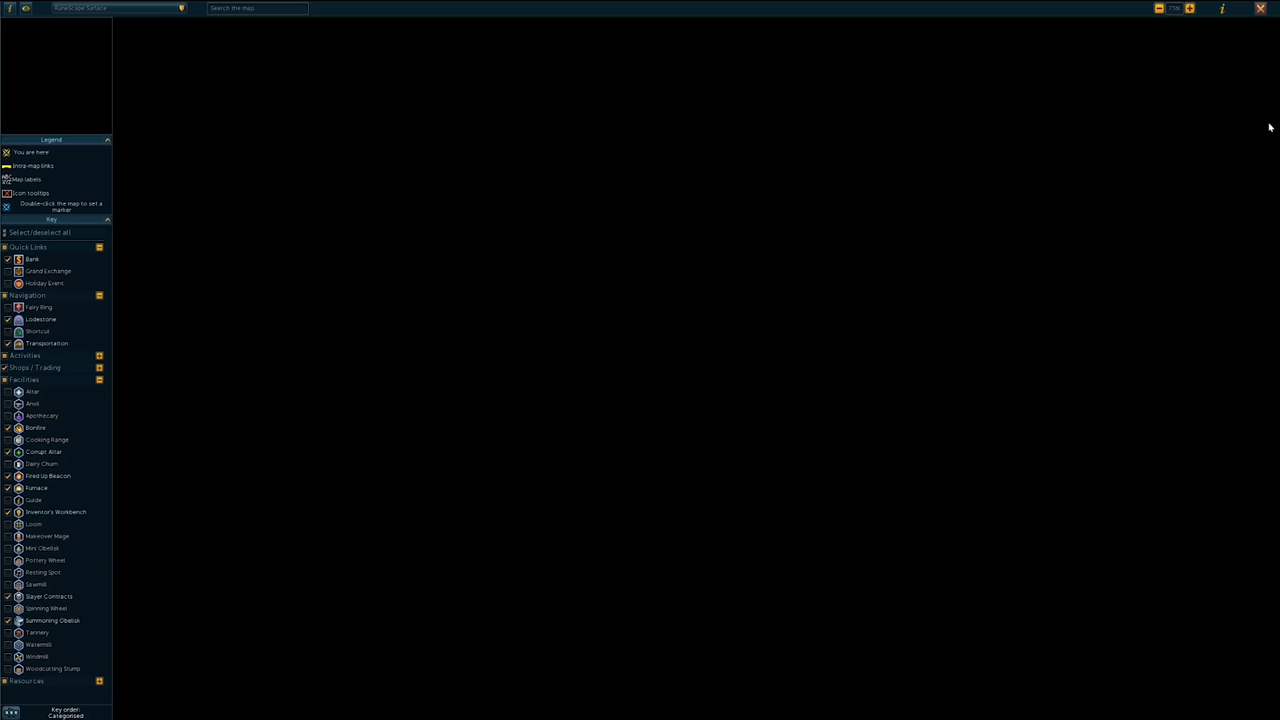 RuneScape Surface
Search the map
75%
Legend
You are here
Intra-map links
Map labels
Icon tooltips
Double-click the map to set a
marker
Key
Select/deselect all
Quick Links
Bank
Grand Exchange
Holiday Event
Navigation
Fairy Ring
Lodestone
Shortcut
Transportation
Activities
Shops / Trading
Facilities
Altar
Anvil
Apothecary
Bonfire
Cooking Range
Corrupt Altar
Dairy Churn
Fired Up Beacon
Furnace
Guide
Inventor's Workbench
Loom
Makeover Mage
Mini Obelisk
Pottery Wheel
Resting Spot
Sawmill
Slayer Contracts
Spinning Wheel
Summoning Obelisk
Tannery
Watermill
Windmill
Woodcutting Stump
Resources
Key order:
Categorised